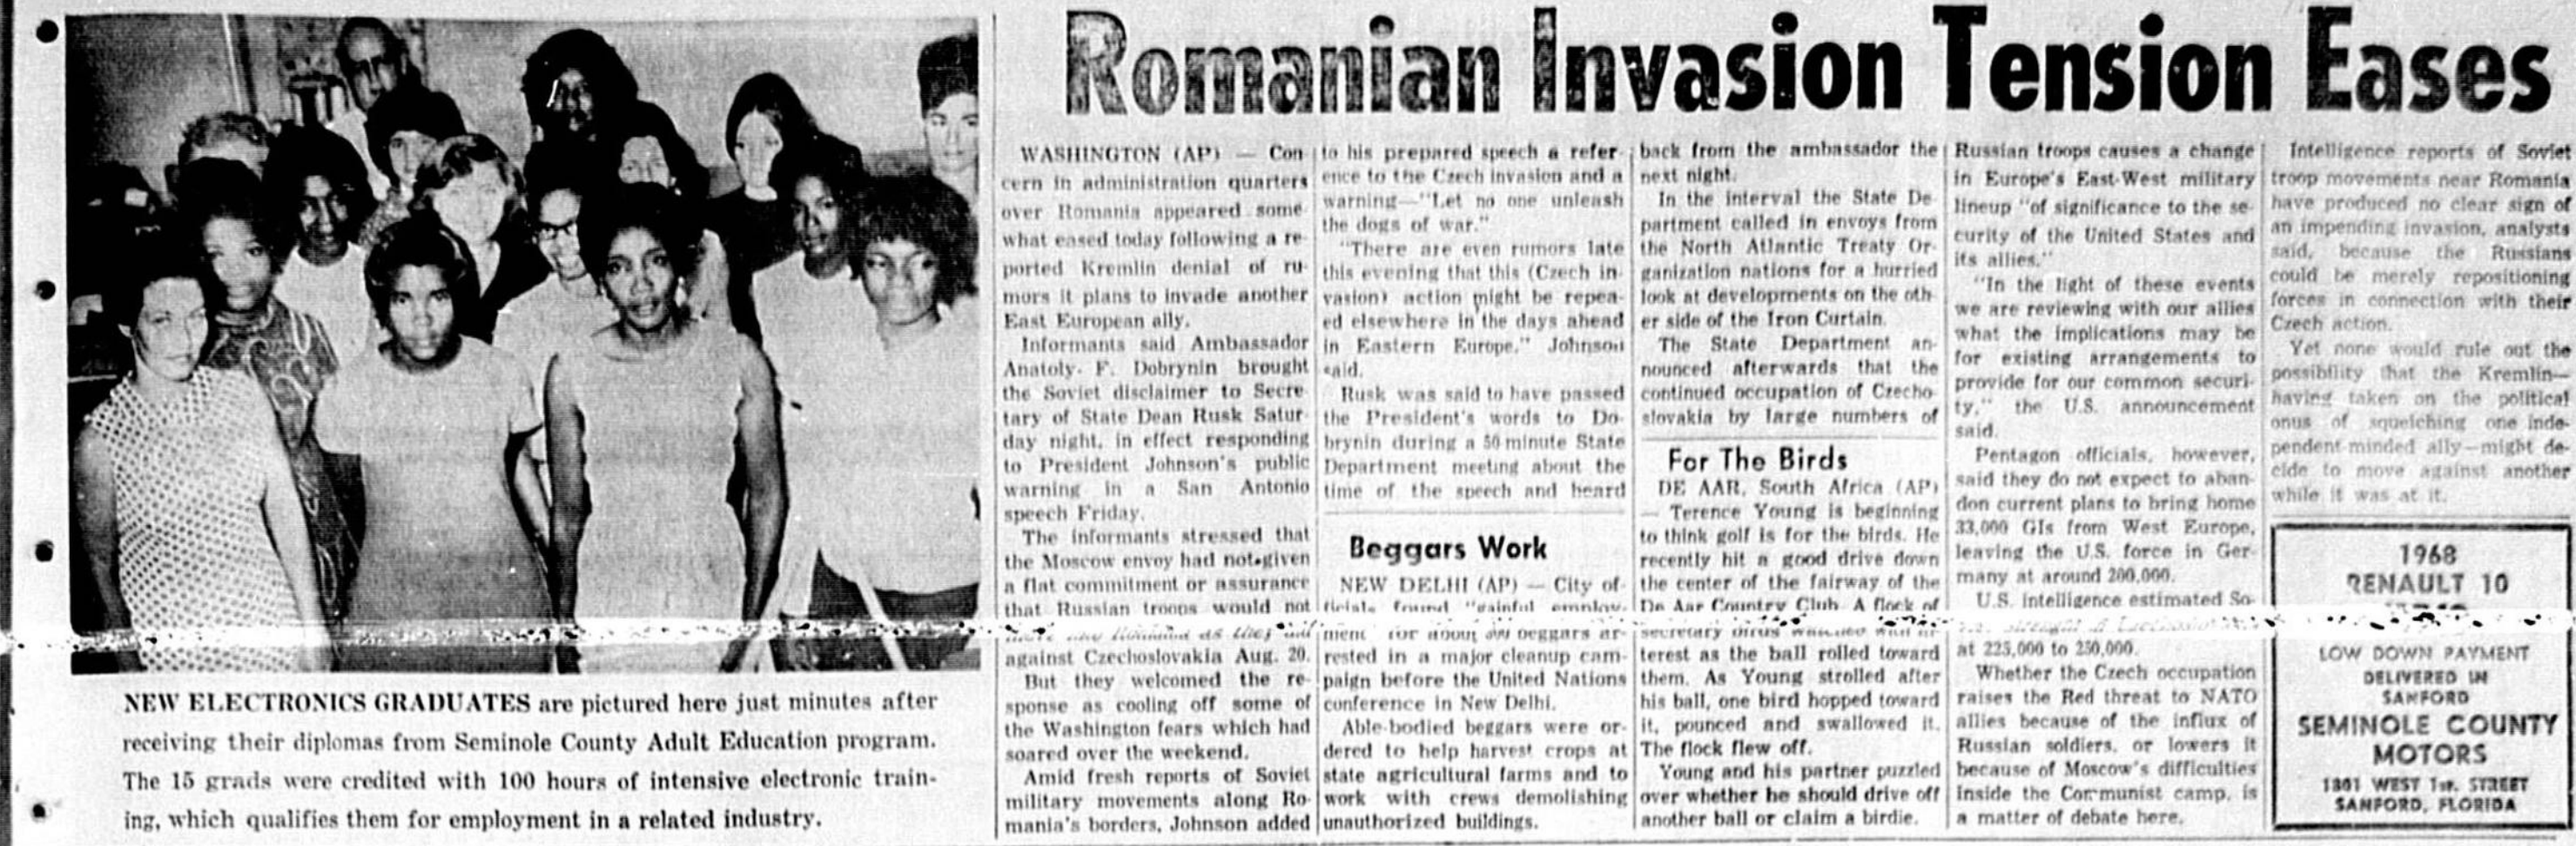 Romanian Invasion Tension Eases
NEW ELECTRONICS GRADUATES are pictured here just minutes after
receiving their diplomas from Seminole County Adult Education program.
The 15 grads were credited with 100 hours of intensive electronic train-
ing, which qualifies them for employment in a related industry.
WASHINGTON (AP) — Con
cern in administration quarters
over Romania appeared some
what eased today following a re-
ported Kremlin denial of ru-
mors it plans to invade another
East European ally.
Informants said Ambassador
Anatoly. F. Dobrynin brought
the Soviet disclaimer to Secre-
tary of State Dean Rusk Satur-
day night, in effect responding
to President Johnson's public
warning in a San Antonio
speech Friday.
The informants stressed that
the Moscow envoy had not given
a flat commitment or assurance
that Russian troops would not
against Czechoslovakia Aug. 20.
But they welcomed the re-
sponse as cooling off some of
the Washington fears which had
soared over the weekend.
Amid fresh reports of Soviet
military movements along Ro-
mania's borders, Johnson added
to his prepared speech a refer-
ence to the Czech invasion and a
warning—"Let no one unleash
the dogs of war."
"There are even rumors late
this evening that this (Czech in-
vasion) action might be repea-
ed elsewhere in the days ahead
in Eastern Europe." Johnson
said.
Rusk was said to have passed
the President's words to Do-
brynin during a 50-minute State
Department meeting about the
time of the speech and heard
Beggars Work
NEW DELHI (AP) — City of-
ficials found "gainful employ-
ment for about beggars ar-
rested in a major cleanup cam-
paign before the United Nations
conference in New Delhi.
Able-bodied beggars were or-
dered to help harvest crops at
state agricultural farms and to
work with crews demolishing
unauthorized buildings.
back from the ambassador the
next night.
In the interval the State De-
partment called in envoys from
the North Atlantic Treaty Or-
ganization nations for a hurried
look at developments on the oth-
er side of the Iron Curtain.
The State Department an-
nounced afterwards that the
continued occupation of Czecho-
slovakia by large numbers of
For The Birds
DE AAR, South Africa (AP)
— Terence Young is beginning
to think golf is for the birds. He
recently hit a good drive down
the center of the fairway of the
De Aar Country Club. A flock of
secretary birds watched with in-
terest as the ball rolled toward
them. As Young strolled after
his ball, one bird hopped toward
it, pounced and swallowed it.
The flock flew off.
Young and his partner puzzled
over whether he should drive off
another ball or claim a birdie.
Russian troops causes a change
in Europe's East-West military
lineup "of significance to the se-
curity of the United States and
its allies."
"In the light of these events
we are reviewing with our allies
what the implications may be
for existing arrangements to
provide for our common securi-
ty," the U.S. announcement
said.
Pentagon officials, however,
said they do not expect to aban-
don current plans to bring home
33,000 GIs from West Europe,
leaving the U.S. force in Ger-
many at around 200,000.
U.S. intelligence estimated So-
at 225,000 to 250,000.
Whether the Czech occupation
raises the Red threat to NATO
allies because of the influx of
Russian soldiers, or lowers it
because of Moscow's difficulties
inside the Communist camp, is
a matter of debate here.
Intelligence reports of Soviet
troop movements near Romania
have produced no clear sign of
an impending invasion, analysts
said, because the Russians
could be merely repositioning
forces in connection with their
Czech action.
Yet none would rule out the
possibility that the Kremlin—
having taken on the political
onus of squelching one inde-
pendent-minded ally—might de-
cide to move against another
while it was at it.
1968
RENAULT 10
LOW DOWN PAYMENT
DELIVERED IN
SANFORD
SEMINOLE COUNTY
MOTORS
1801 WEST 1st. STREET
SANFORD, FLORIDA